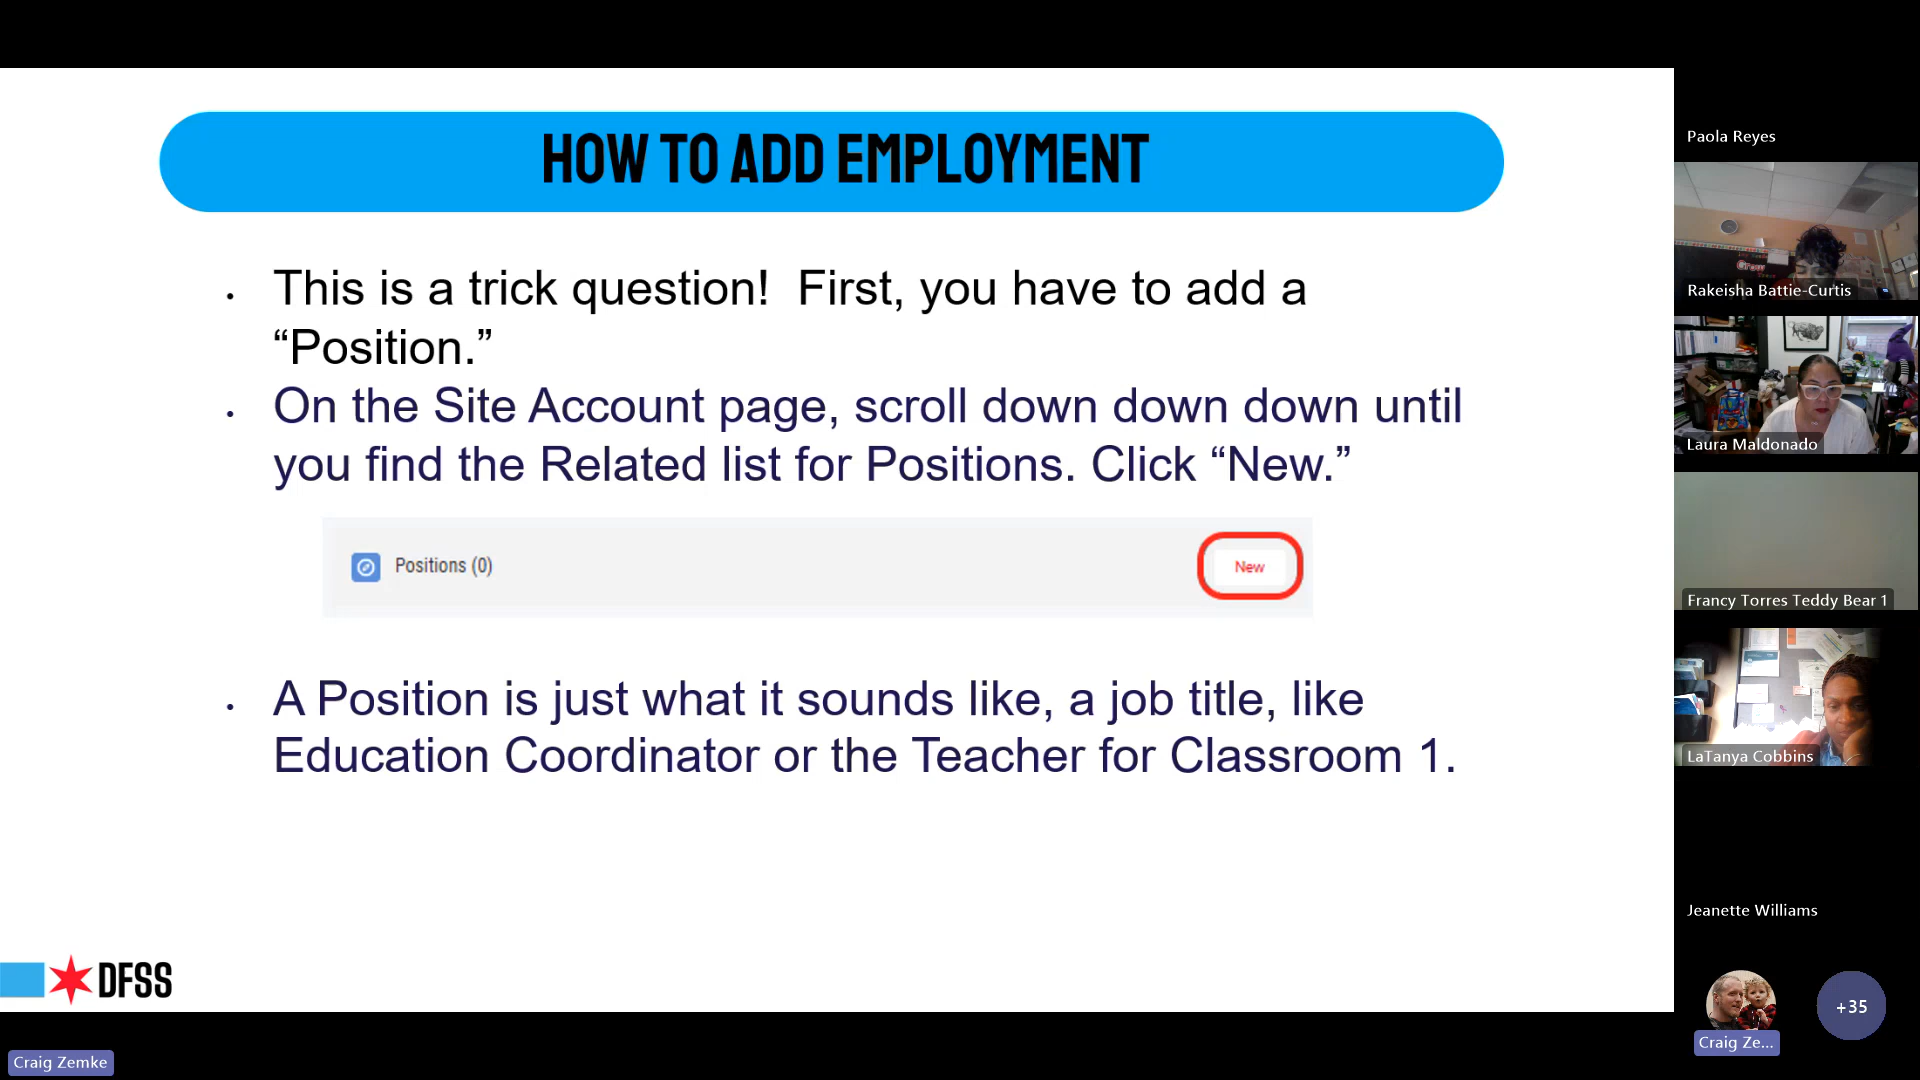 HOW TO ADD EMPLOYMENT
• This is a trick question!  First, you have to add a
“Position.”
• On the Site Account page, scroll down down down until
you find the Related list for Positions. Click “New.”
Positions (0)
New
• A Position is just what it sounds like, a job title, like
Education Coordinator or the Teacher for Classroom 1.
DFSS
Craig Zemke
Paola Reyes
Rakeisha Battie-Curtis
Laura Maldonado
Francy Torres Teddy Bear 1
LaTanya Cobbins
Jeanette Williams
Craig Ze...
+35